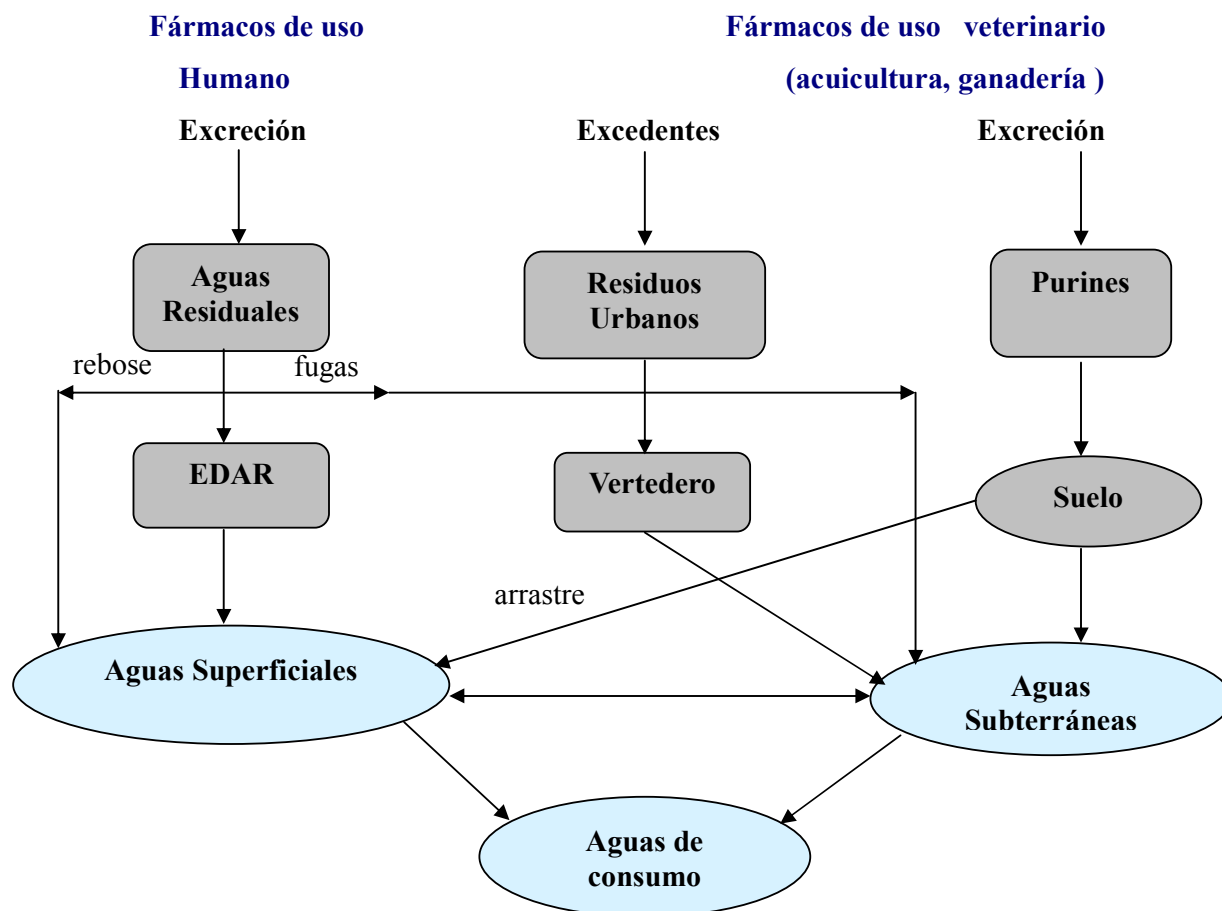 Fármacos de uso
Humano
Fármacos de uso veterinario
(acuicultura, ganadería )
Excreción
Excedentes
Excreción
Aguas
Residuales
Residuos
Urbanos
Purines
rebose
fugas
EDAR
Vertedero
Suelo
arrastre
Aguas Superficiales
Aguas
Subterráneas
Aguas de
consumo